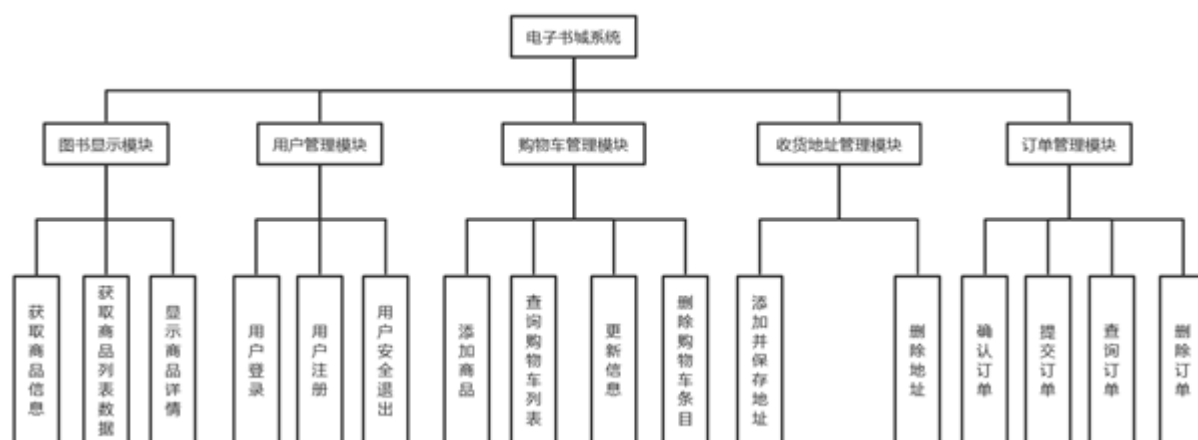 电子书城系统
图书显示模块
用户管理模块
购物车管理模块
收货地址管理模块
订单管理模块
获取商品信息
获取商品列表数据
显示商品详情
用户登录
用户注册
用户安全退出
添加商品
查询购物车列表
更新信息
删除购物车条目
添加并保存地址
删除地址
确认订单
提交订单
查询订单
删除订单